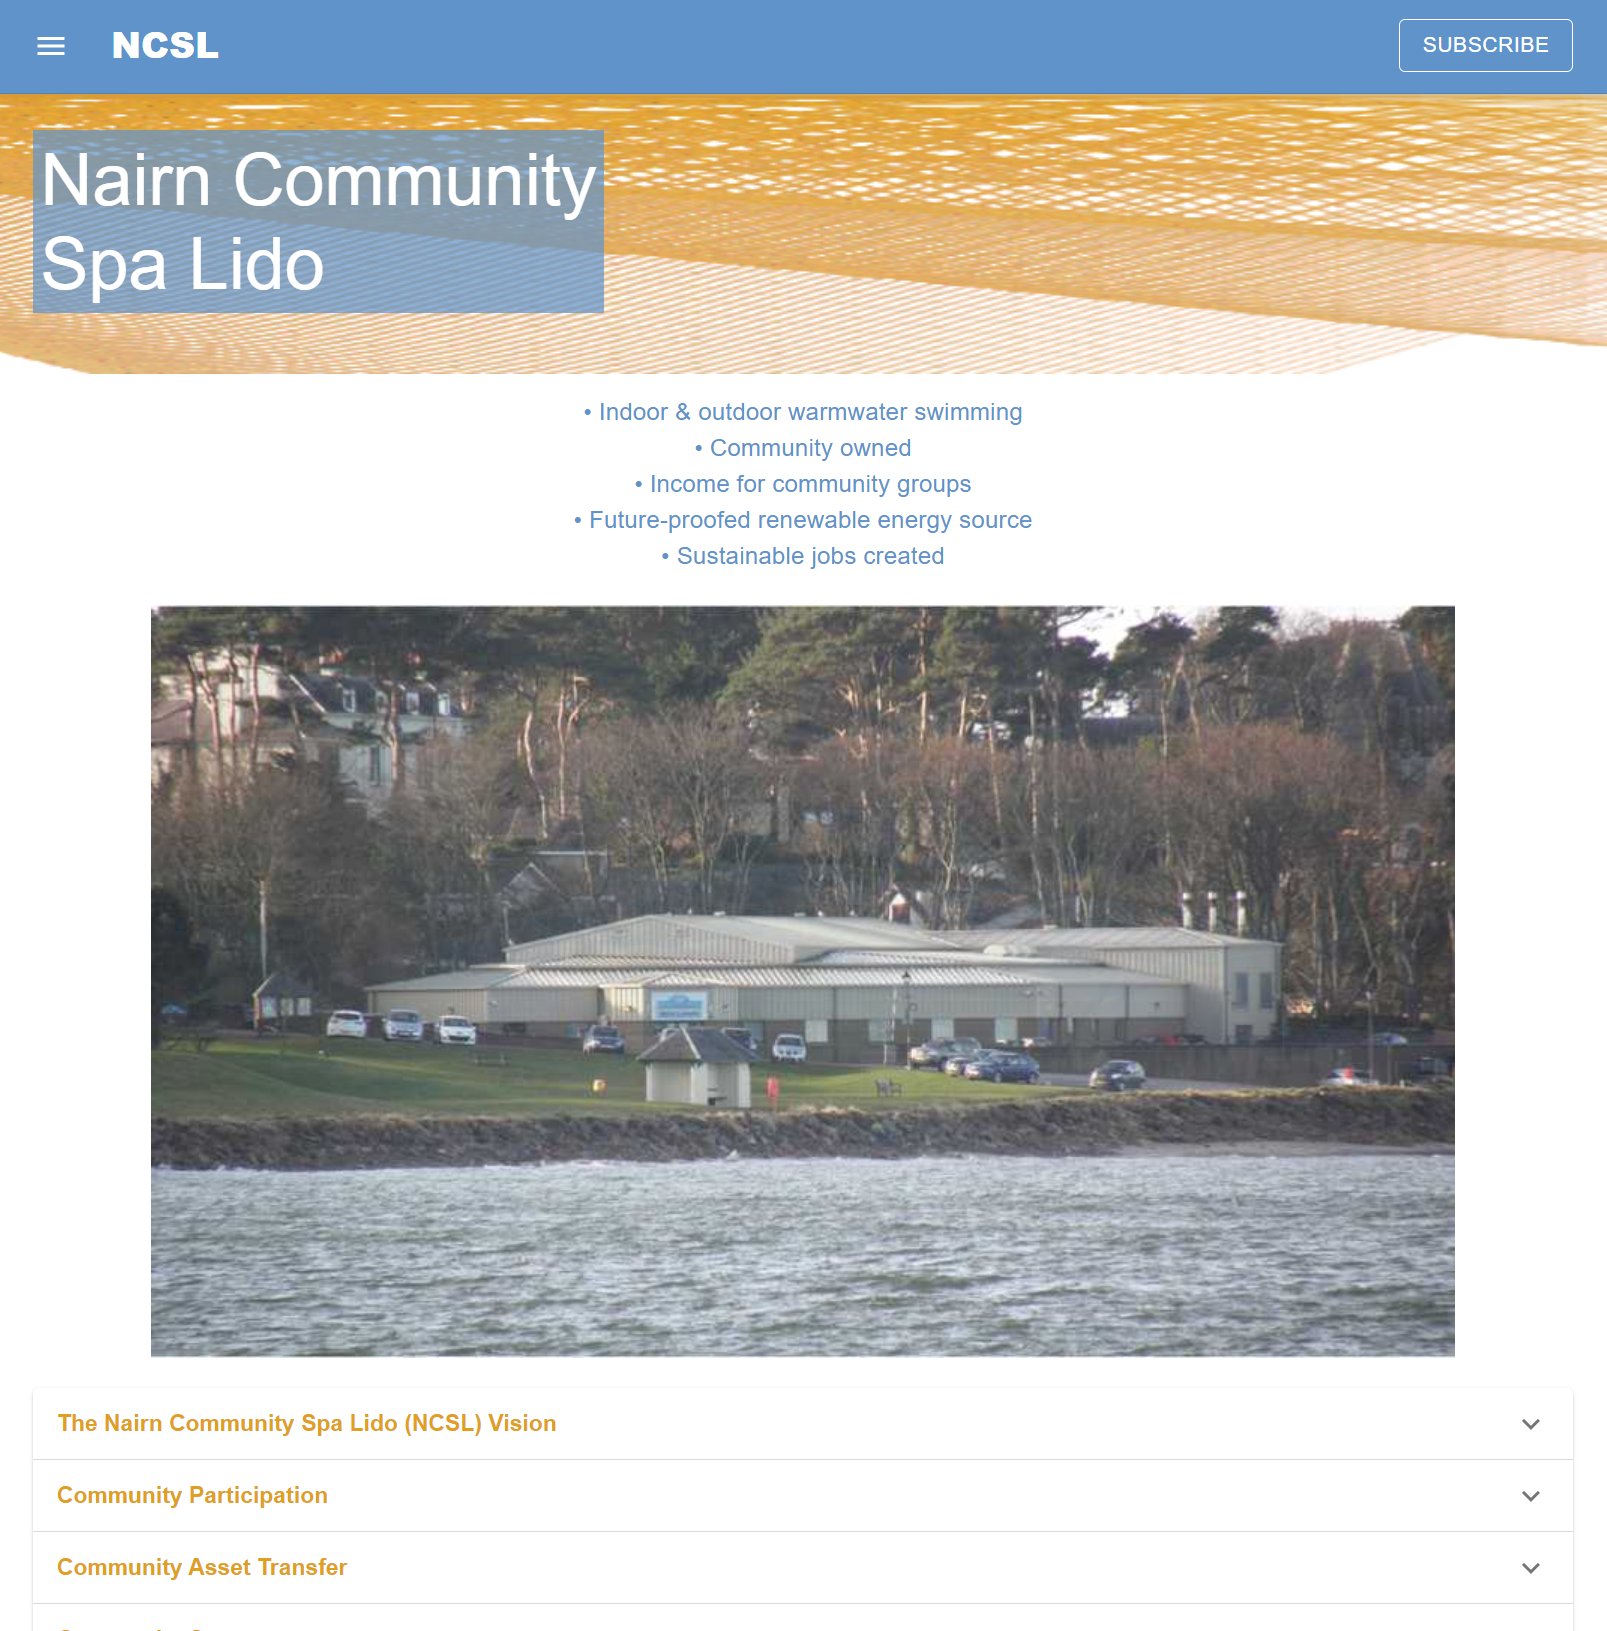 NCSL
SUBSCRIBE
Nairn Community
Spa Lido
• Indoor & outdoor warmwater swimming
• Community owned
• Income for community groups
• Future-proofed renewable energy source
• Sustainable jobs created
The Nairn Community Spa Lido (NCSL) Vision
Community Participation
Community Asset Transfer